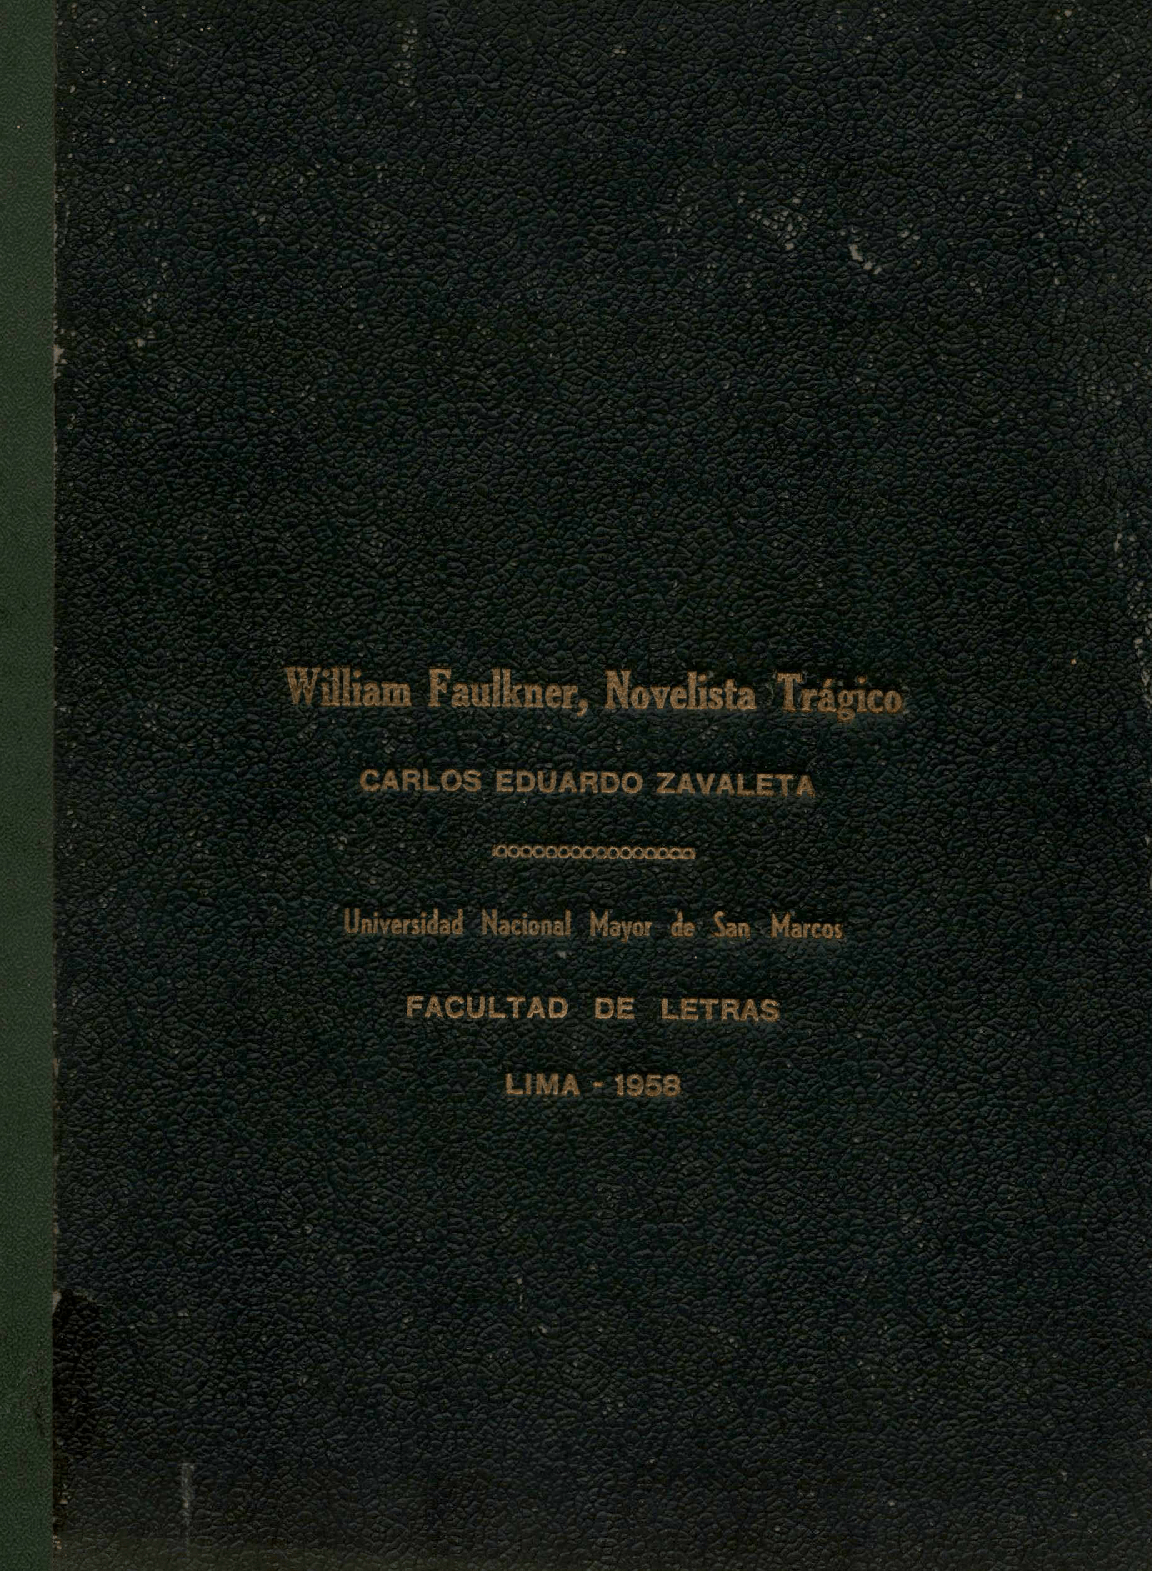 William Faulkner, Novelista Trágico
CARLOS EDUARDO ZAVALETA
Universidad Nacional Mayor de San Marcos
FACULTAD DE LETRAS
LIMA - 1958